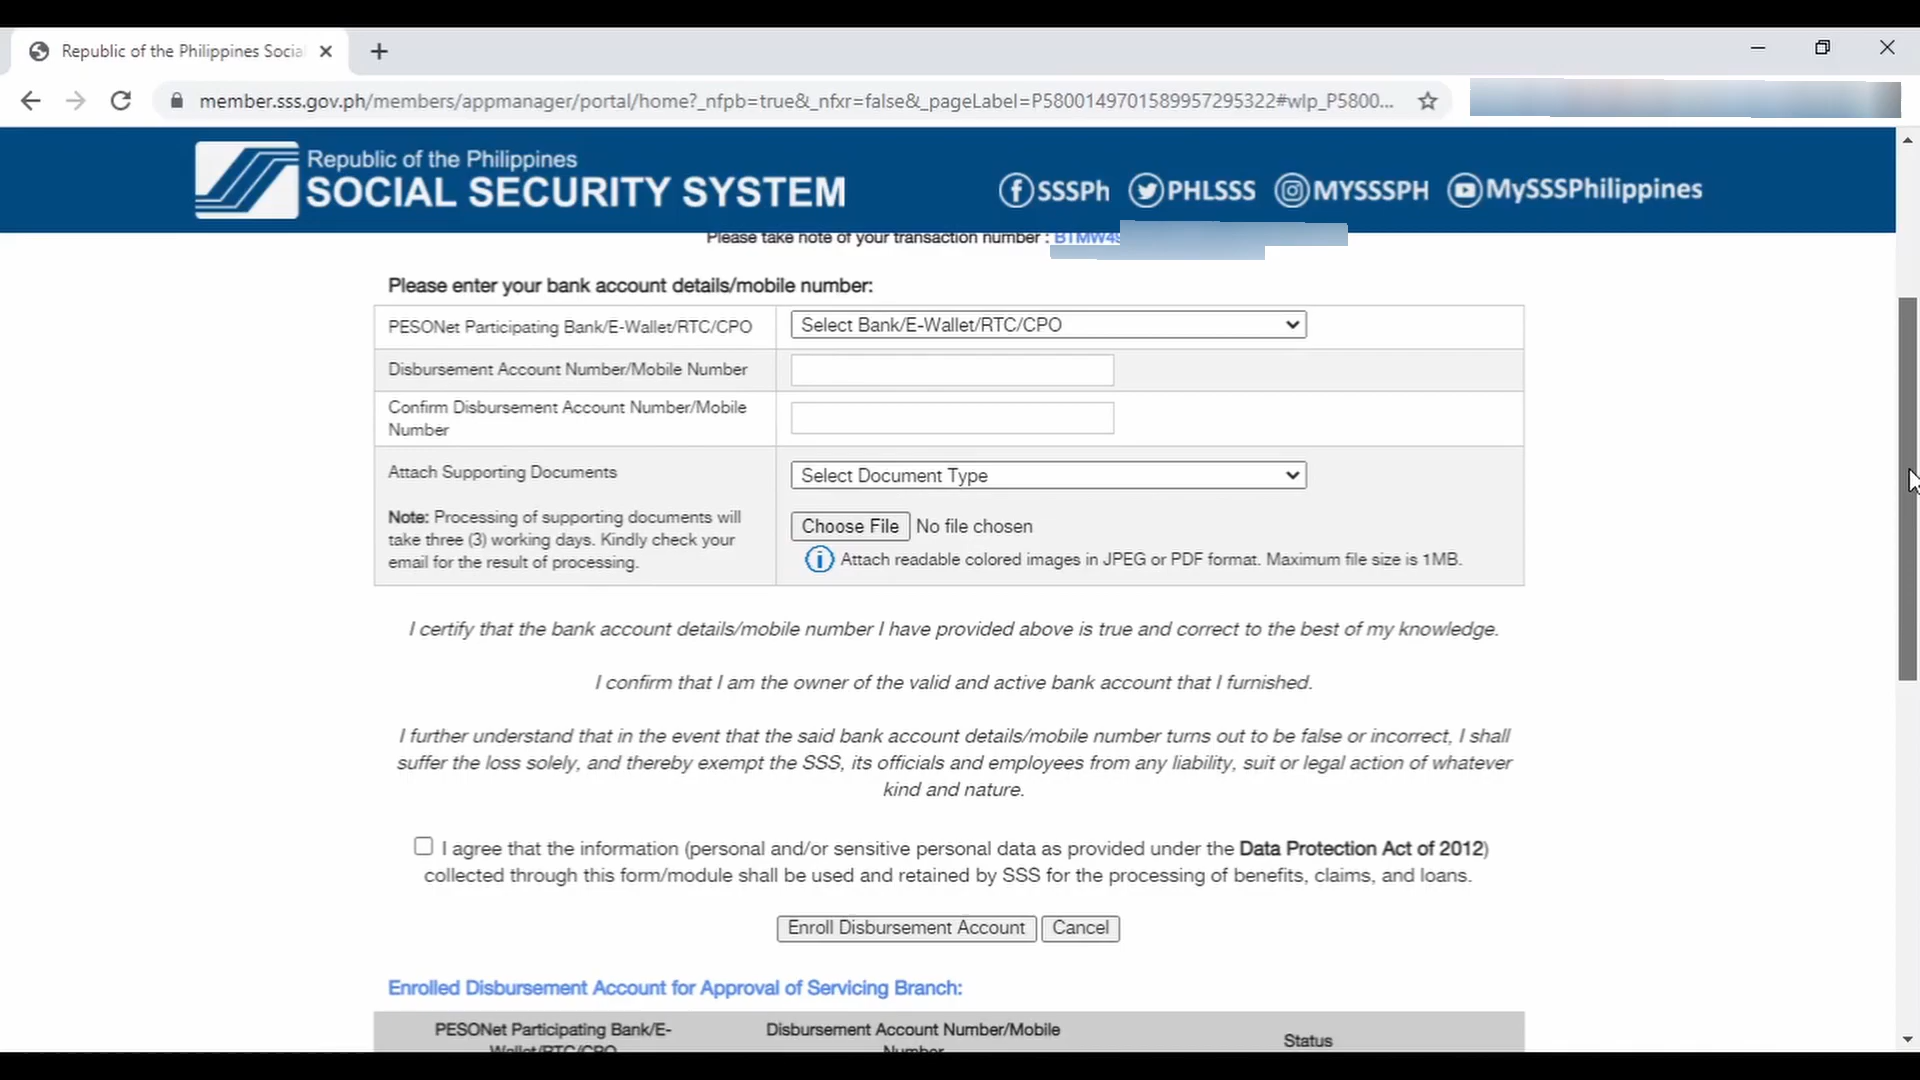 Republic of the Philippines Socia
member.sss.gov.ph/members/appmanager/portal/home?_nfpb=true&_nfxr=false&_pageLabel=P5800149701589957295322#wlp_P5800...
Republic of the Philippines
SOCIAL SECURITY SYSTEM
SSSPh PHLSSS MYSSSPH MySSSPhilippines
Please take note of your transaction number : BTMW49
Please enter your bank account details/mobile number:
PESONet Participating Bank/E-Wallet/RTC/CPO Select Bank/E-Wallet/RTC/CPO
Disbursement Account Number/Mobile Number
Confirm Disbursement Account Number/Mobile
Number
Attach Supporting Documents Select Document Type
Note: Processing of supporting documents will
take three (3) working days. Kindly check your
email for the result of processing.
Choose File No file chosen
Attach readable colored images in JPEG or PDF format. Maximum file size is 1MB.
I certify that the bank account details/mobile number I have provided above is true and correct to the best of my knowledge.
I confirm that I am the owner of the valid and active bank account that I furnished.
I further understand that in the event that the said bank account details/mobile number turns out to be false or incorrect, I shall
suffer the loss solely, and thereby exempt the SSS, its officials and employees from any liability, suit or legal action of whatever
kind and nature.
I agree that the information (personal and/or sensitive personal data as provided under the Data Protection Act of 2012)
collected through this form/module shall be used and retained by SSS for the processing of benefits, claims, and loans.
Enroll Disbursement Account Cancel
Enrolled Disbursement Account for Approval of Servicing Branch:
PESONet Participating Bank/E-
Wallet/RTC/CPO
Disbursement Account Number/Mobile
Number
Status